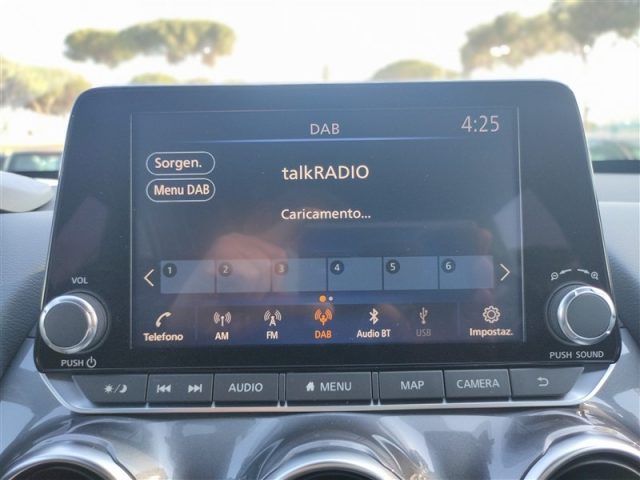 DAB
4:25
Sorgen.
talkRADIO
Menu DAB
Caricamento...
1 2 3 4 5 6
Telefono AM FM DAB Audio BT USB Impostaz.
VOL
PUSH
PUSH SOUND
AUDIO MENU MAP CAMERA